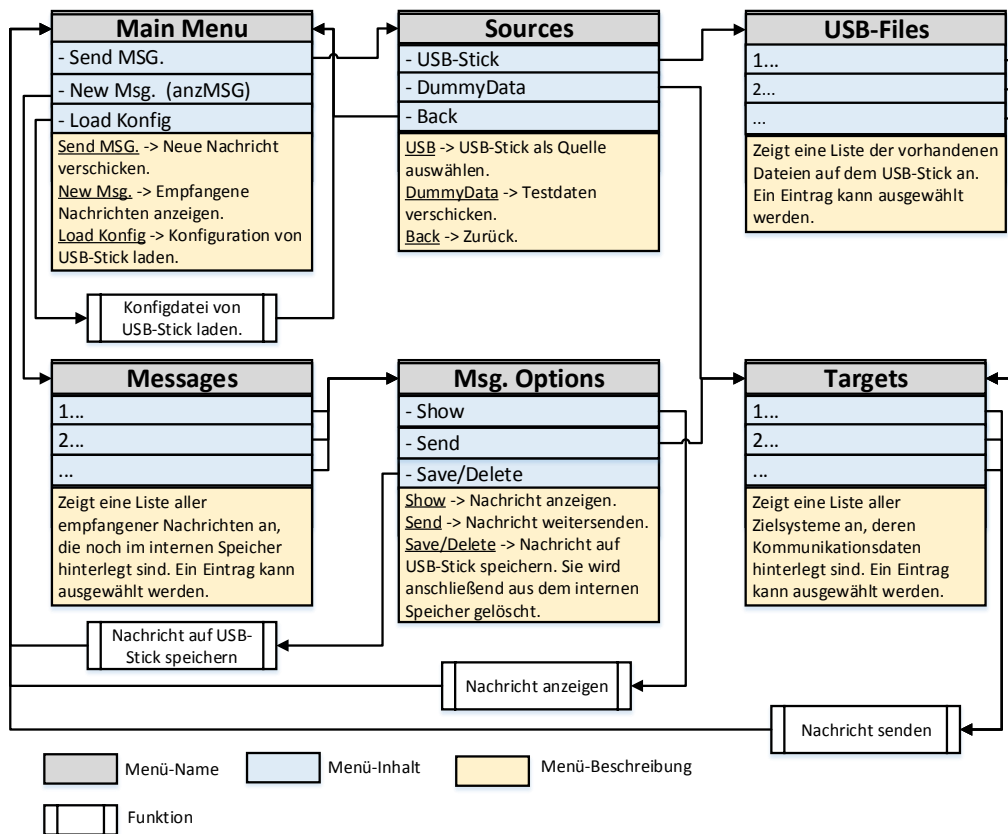 Main Menu
- Send MSG.
- New Msg. (anzMSG)
- Load Konfig
Send MSG. -> Neue Nachricht
verschicken.
New Msg. -> Empfangene
Nachrichten anzeigen.
Load Konfig -> Konfiguration von
USB-Stick laden.
Sources
- USB-Stick
- DummyData
- Back
USB -> USB-Stick als Quelle
auswählen.
DummyData -> Testdaten
verschicken.
Back -> Zurück.
USB-Files
1...
2...
...
Zeigt eine Liste der vorhandenen
Dateien auf dem USB-Stick an.
Ein Eintrag kann ausgewählt
werden.
Konfigdatei von
USB-Stick laden.
Messages
1...
2...
...
Zeigt eine Liste aller
empfangener Nachrichten an,
die noch im internen Speicher
hinterlegt sind. Ein Eintrag kann
ausgewählt werden.
Msg. Options
- Show
- Send
- Save/Delete
Show -> Nachricht anzeigen.
Send -> Nachricht weitersenden.
Save/Delete -> Nachricht auf
USB-Stick speichern. Sie wird
anschließend aus dem internen
Speicher gelöscht.
Targets
1...
2...
...
Zeigt eine Liste aller
Zielsysteme an, deren
Kommunikationsdaten
hinterlegt sind. Ein Eintrag
kann ausgewählt werden.
Nachricht auf USB-
Stick speichern
Nachricht anzeigen
Nachricht senden
Menü-Name
Menü-Inhalt
Menü-Beschreibung
Funktion